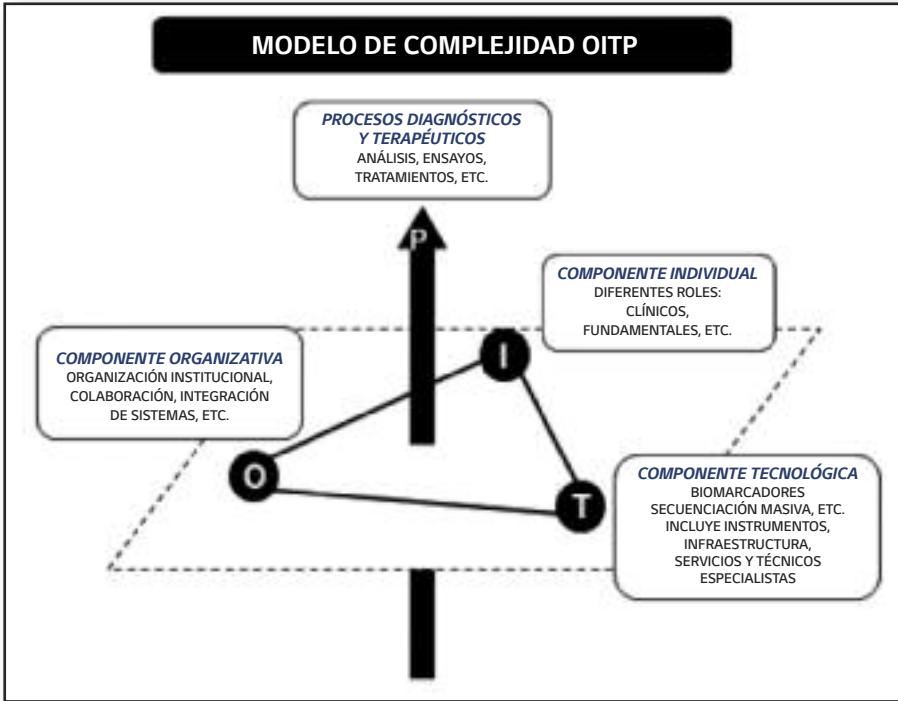 MODELO DE COMPLEJIDAD OITP
PROCESOS DIAGNÓSTICOS
Y TERAPÉUTICOS
ANÁLISIS, ENSAYOS,
TRATAMIENTOS, ETC.
P
COMPONENTE INDIVIDUAL
DIFERENTES ROLES:
CLÍNICOS,
FUNDAMENTALES, ETC.
I
COMPONENTE ORGANIZATIVA
ORGANIZACIÓN INSTITUCIONAL,
COLABORACIÓN, INTEGRACIÓN
DE SISTEMAS, ETC.
O
T
COMPONENTE TECNOLÓGICA
BIOMARCADORES
SECUENCIACIÓN MASIVA, ETC.
INCLUYE INSTRUMENTOS,
INFRAESTRUCTURA,
SERVICIOS Y TÉCNICOS
ESPECIALISTAS